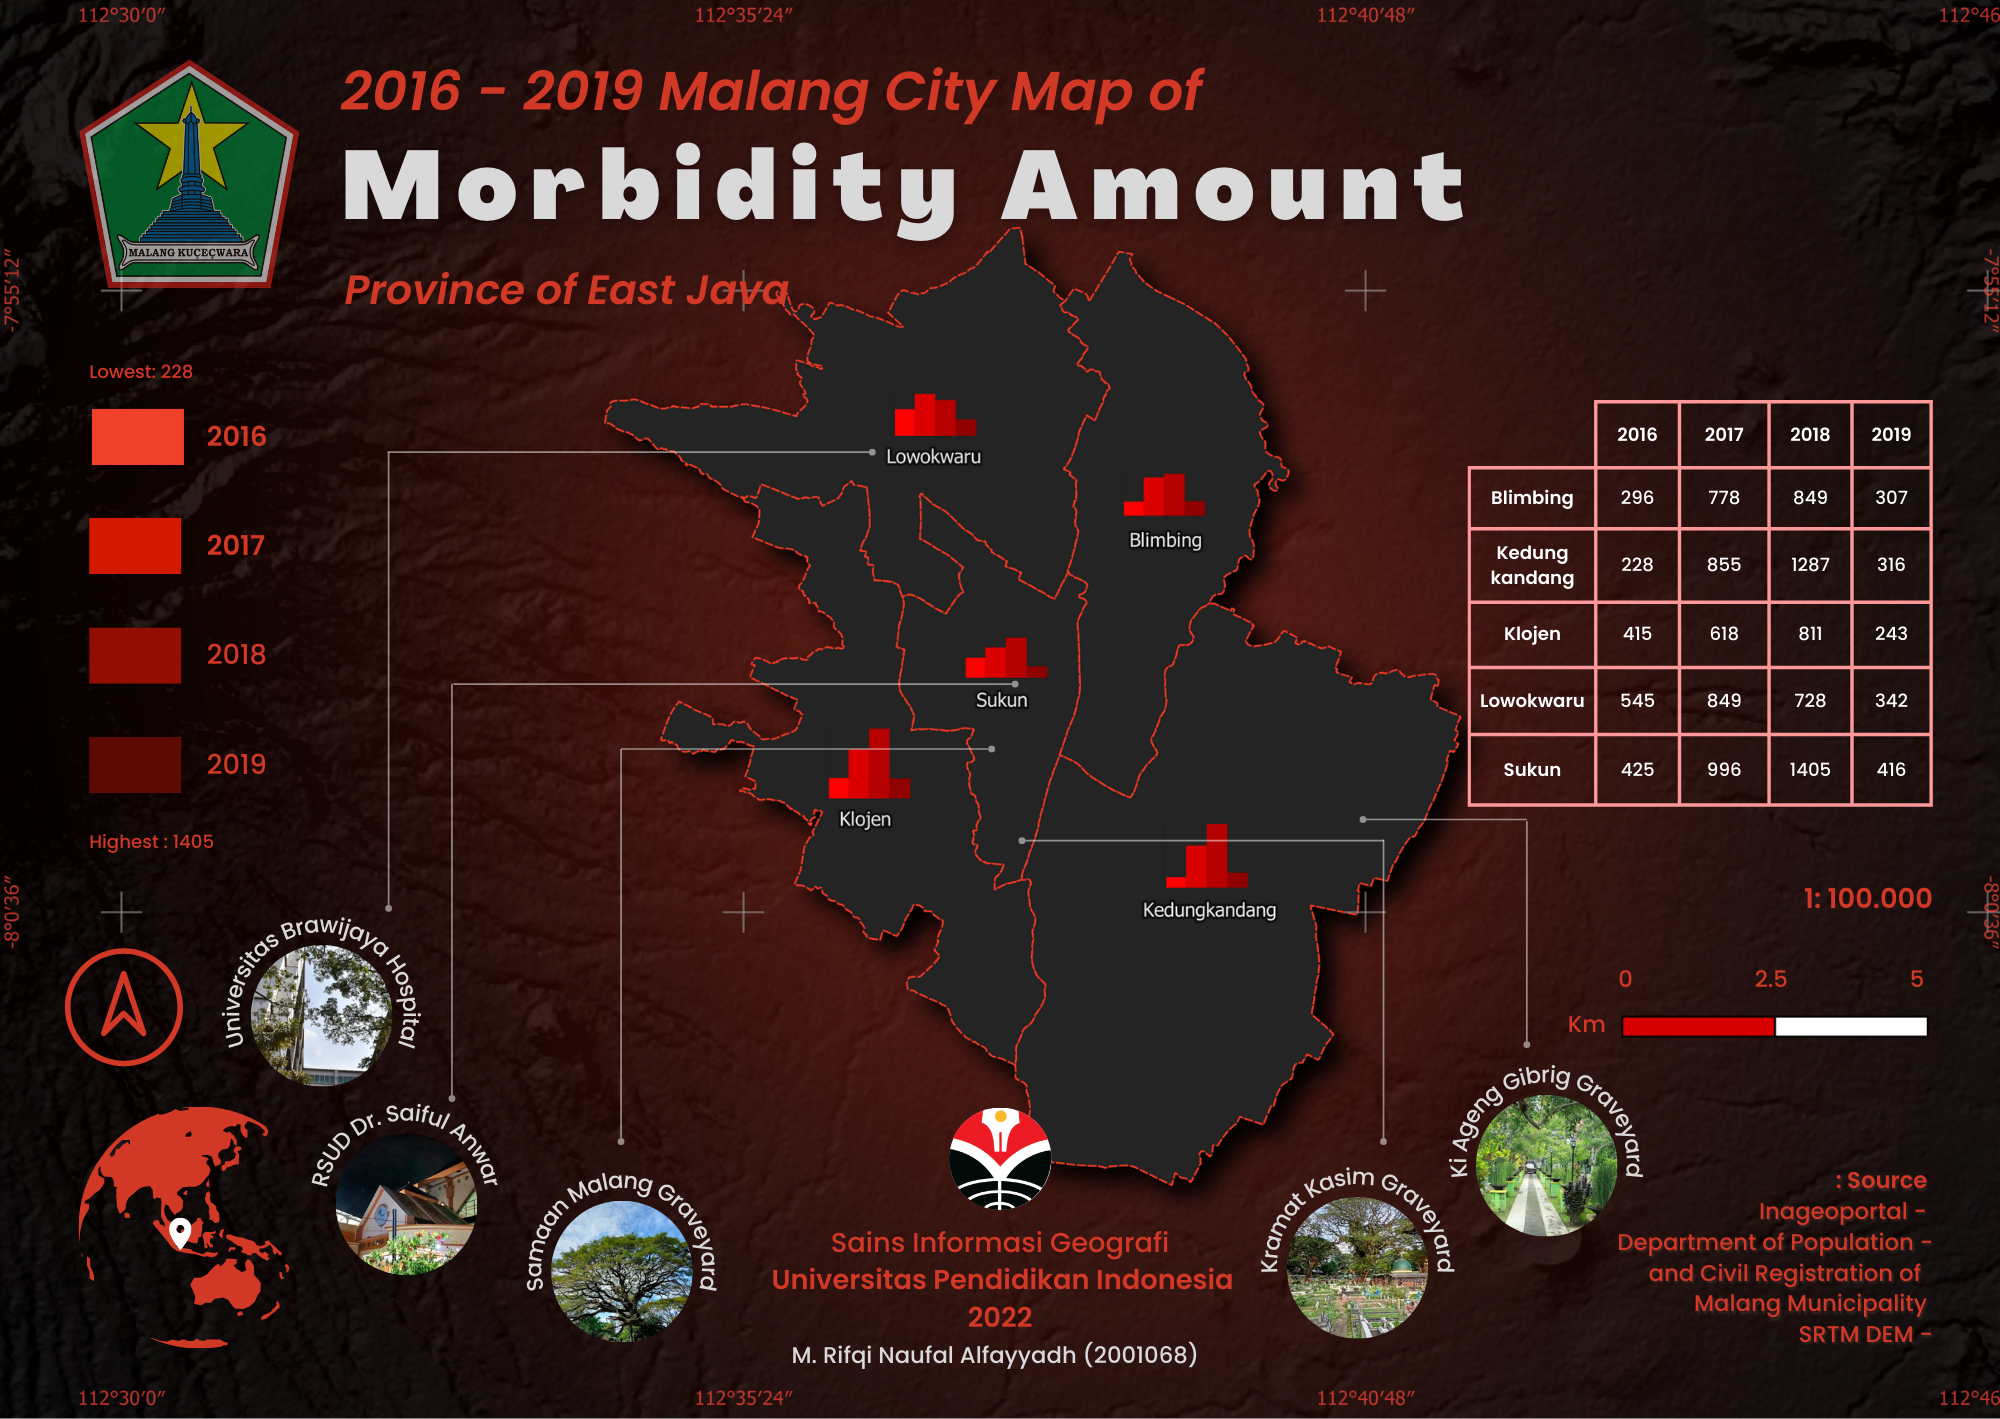 112°30′0″
112°35′24″
112°40′48″
112°46
2016 - 2019 Malang City Map of
Morbidity Amount
Province of East Java
MALANG KUÇEÇWARA
-7°55′12″
-7°55′12″
Lowest: 228
2016
2017
2018
2019
Highest : 1405
Lowokwaru
Blimbing
Sukun
Klojen
Kedungkandang
2016 2017 2018 2019
Blimbing 296 778 849 307
Kedung
kandang 228 855 1287 316
Klojen 415 618 811 243
Lowokwaru 545 849 728 342
Sukun 425 996 1405 416
-8°0′36″
-8°0′36″
1: 100.000
0 2.5 5
Km
Universitas Brawijaya Hospital
RSUD Dr. Saiful Anwar
Samaan Malang Graveyard
Kramat Kasim Graveyard
Ki Ageng Gibrig Graveyard
Sains Informasi Geografi
Universitas Pendidikan Indonesia
2022
M. Rifqi Naufal Alfayyadh (2001068)
: Source
Inageoportal -
Department of Population -
and Civil Registration of
Malang Municipality
SRTM DEM -
112°30′0″
112°35′24″
112°40′48″
112°46